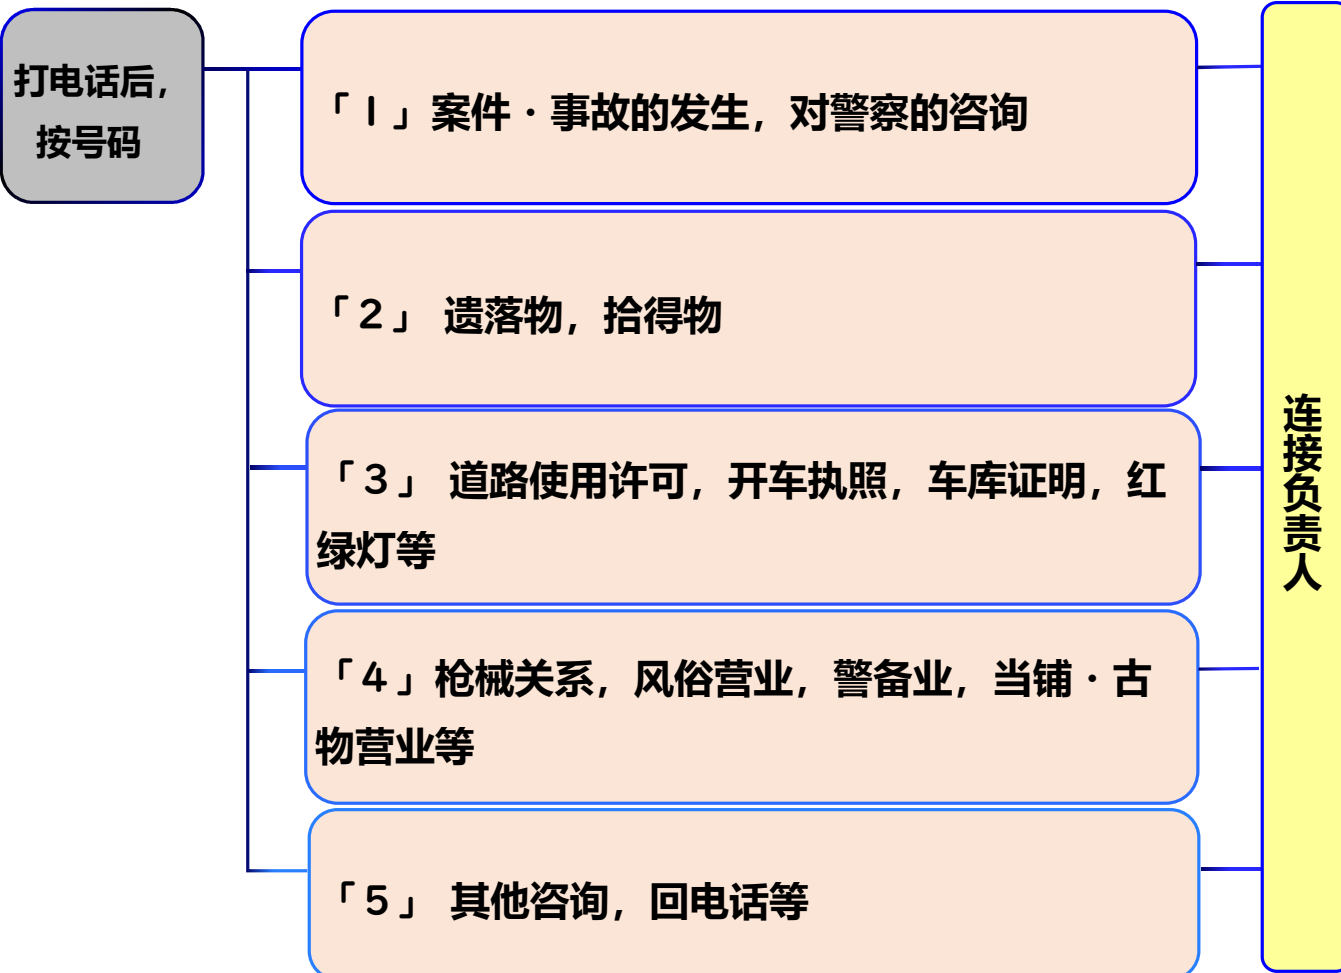 打电话后，
按号码
「１」案件・事故的发生，对警察的咨询
「２」 遗落物，拾得物
「３」 道路使用许可，开车执照，车库证明，红
绿灯等
「４」枪械关系，风俗营业，警备业，当铺・古
物营业等
「５」 其他咨询，回电话等
连接负责人